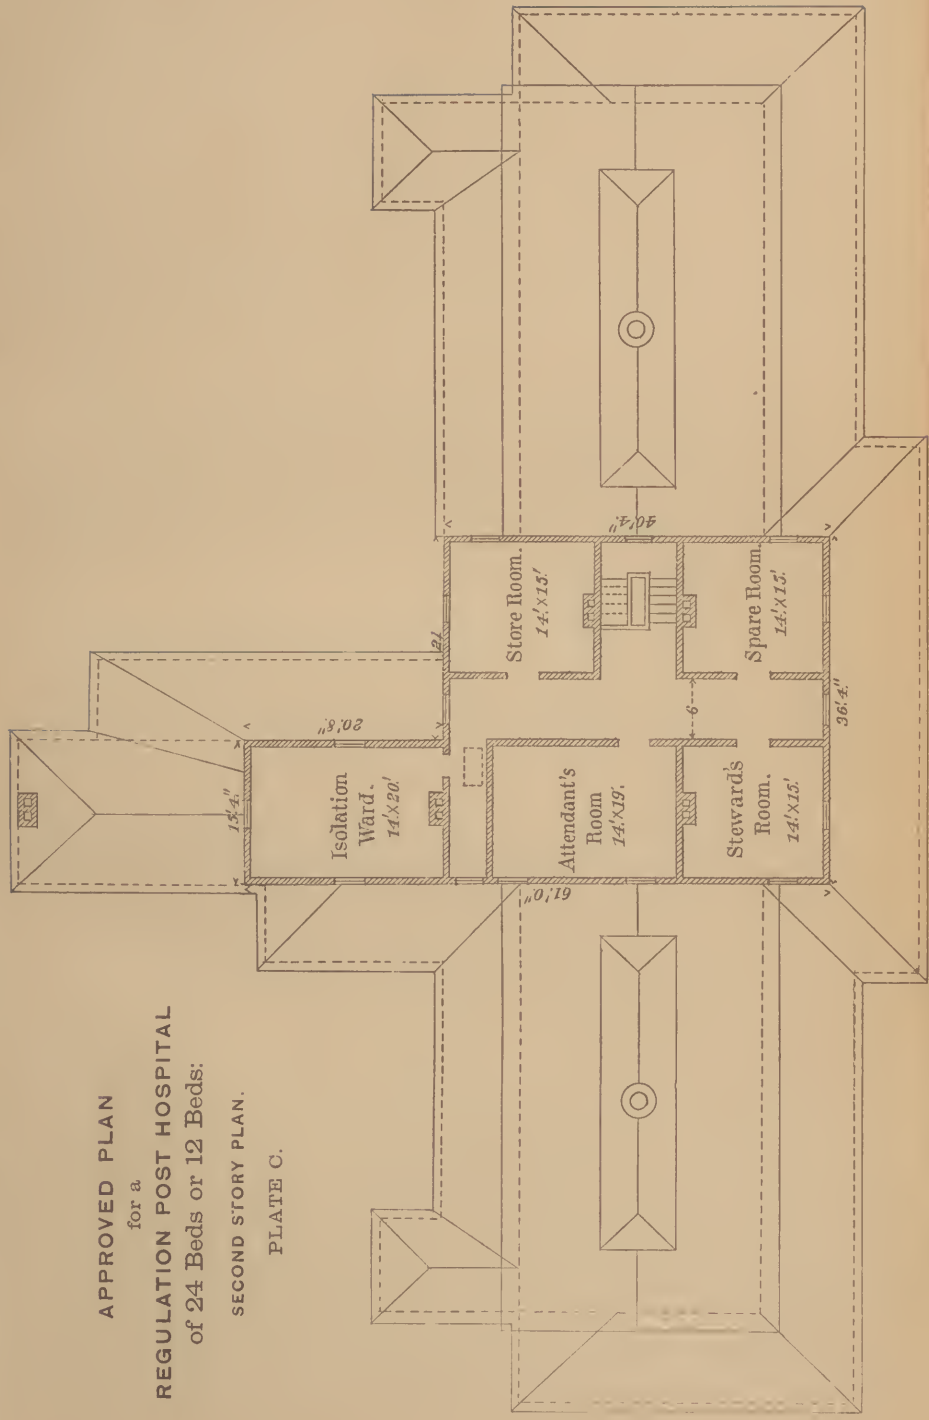 APPROVED PLAN
for a
REGULATION POST HOSPITAL
of 24 Beds or 12 Beds:
SECOND STORY PLAN.
PLATE C.
15'.4"
20'.8"
Isolation
Ward.
14'.X20'.
2'.
Store Room.
14'.X15'.
40'.4".
Attendant's
Room
14'.X19'.
61'.0"
6
Steward's
Room.
14'.X15'.
Spare Room.
14'.X15'.
36'.4"